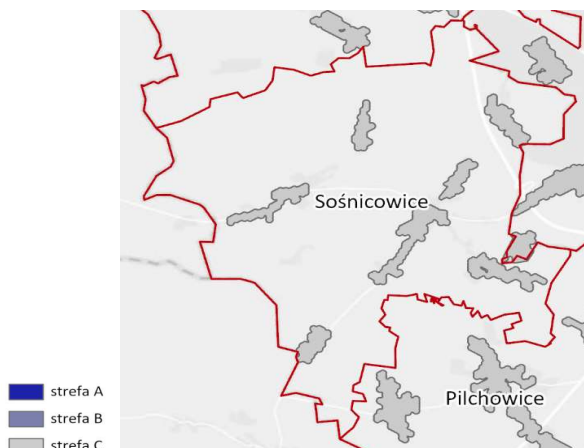 Sośnicowice
Pilchowice
strefa A
strefa B
strefa C